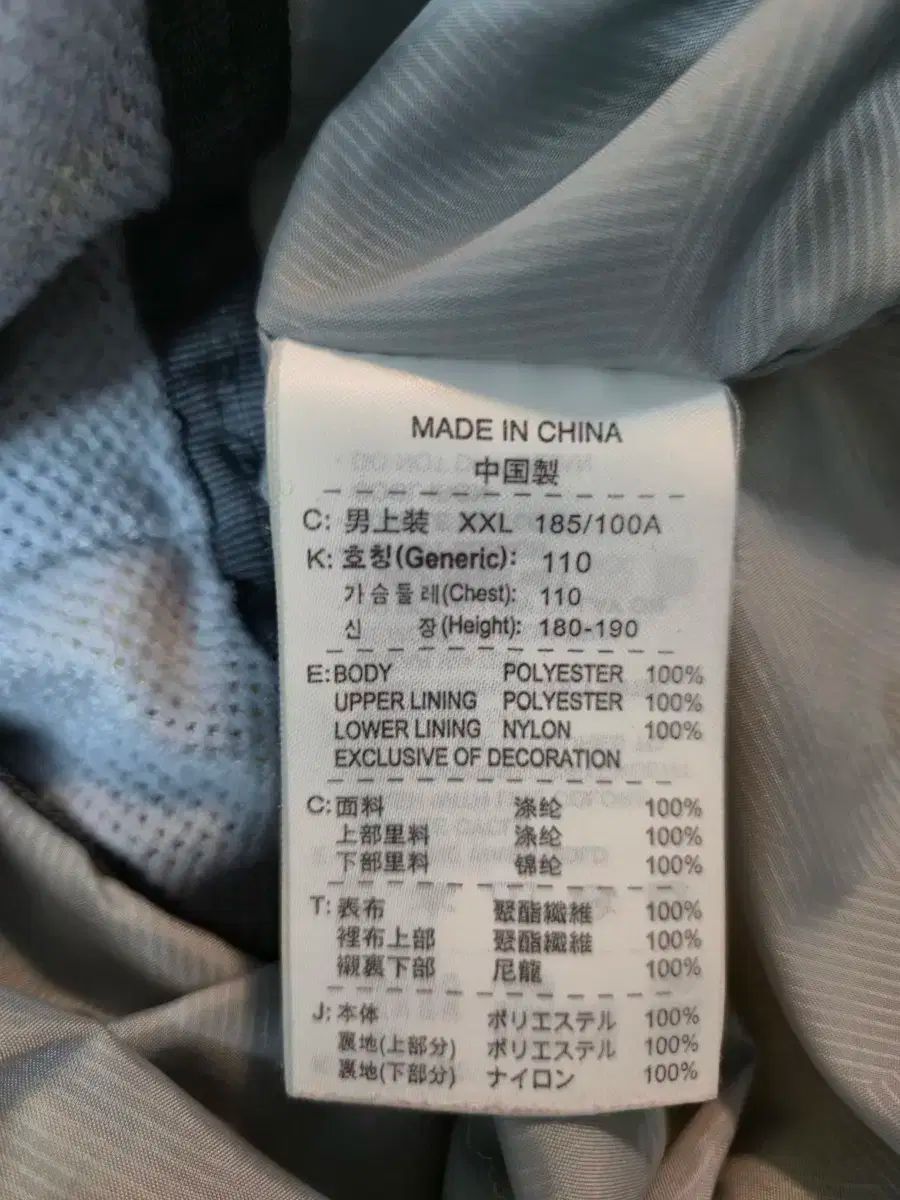 MADE IN CHINA
中国製
C: 男上装 XXL 185/100A
K: 호칭(Generic): 110
가슴둘레(Chest): 110
신 장(Height): 180-190
E: BODY POLYESTER 100%
UPPER LINING POLYESTER 100%
LOWER LINING NYLON 100%
EXCLUSIVE OF DECORATION
C: 面料 涤纶 100%
上部里料 涤纶 100%
下部里料 锦纶 100%
T: 表布 聚酯纖維 100%
裡布上部 聚酯纖維 100%
襯裏下部 尼龍 100%
J: 本体 ポリエステル 100%
裏地(上部分) ポリエステル 100%
裏地(下部分) ナイロン 100%